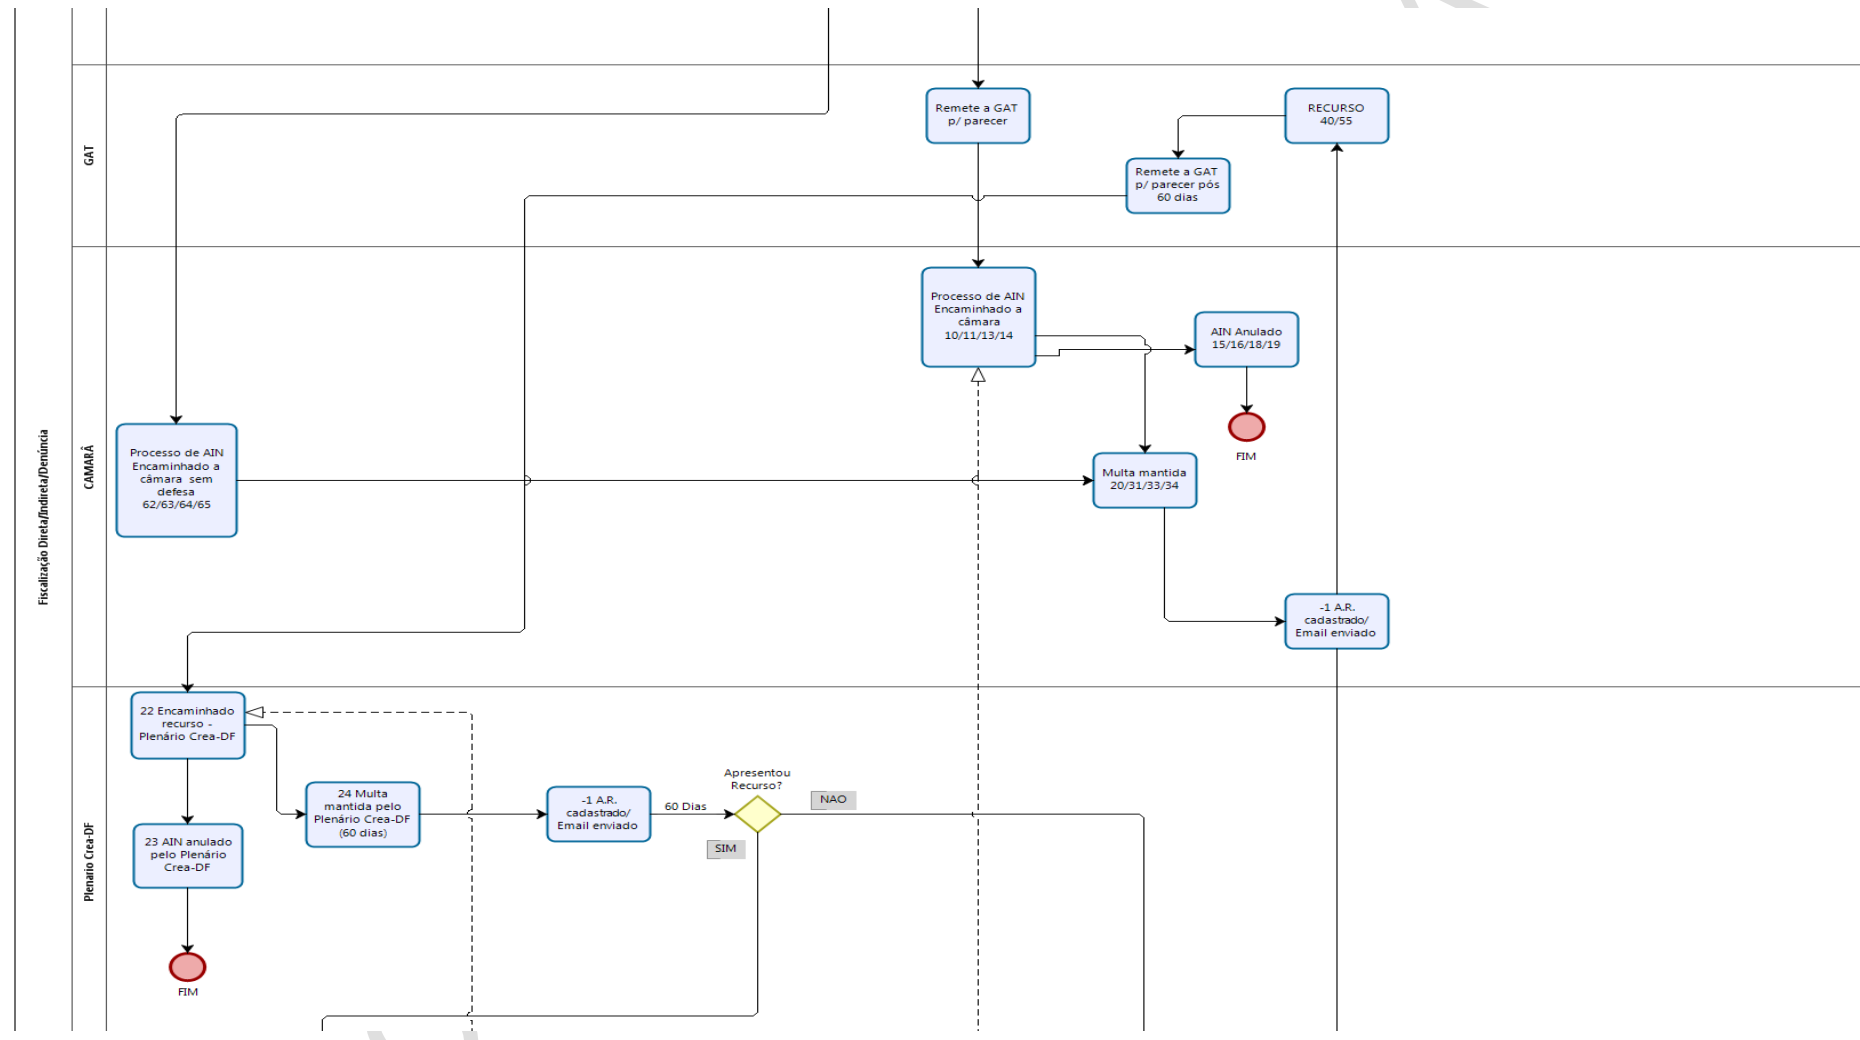 Fiscalização Direta/Indireta/Denúncia
GAT
Remete a GAT
p/ parecer
RECURSO
40/55
Remete a GAT
p/ parecer pós
60 dias
CAMARÂ
Processo de AIN
Encaminhado a
câmara
10/11/13/14
AIN Anulado
15/16/18/19
FIM
Processo de AIN
Encaminhado a
câmara sem
defesa
62/63/64/65
Multa mantida
20/31/33/34
-1 A.R.
cadastrado/
Email enviado
Plenario Crea-DF
22 Encaminhado
recurso -
Plenário Crea-DF
24 Multa
mantida pelo
Plenário Crea-DF
(60 dias)
-1 A.R.
cadastrado/
Email enviado
60 Dias
Apresentou
Recurso?
NAO
SIM
23 AIN anulado
pelo Plenário
Crea-DF
FIM